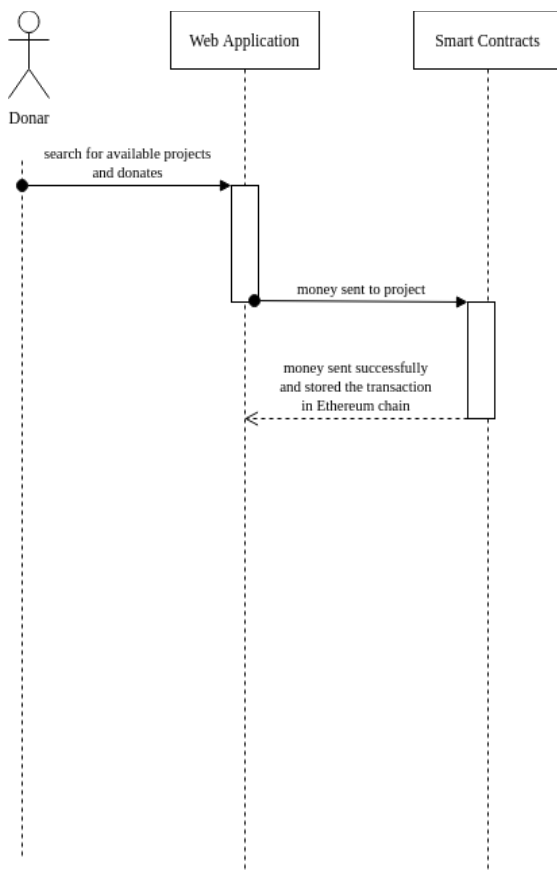 Web Application
Smart Contracts
Donar
search for available projects
and donates
money sent to project
money sent successfully
and stored the transaction
in Ethereum chain